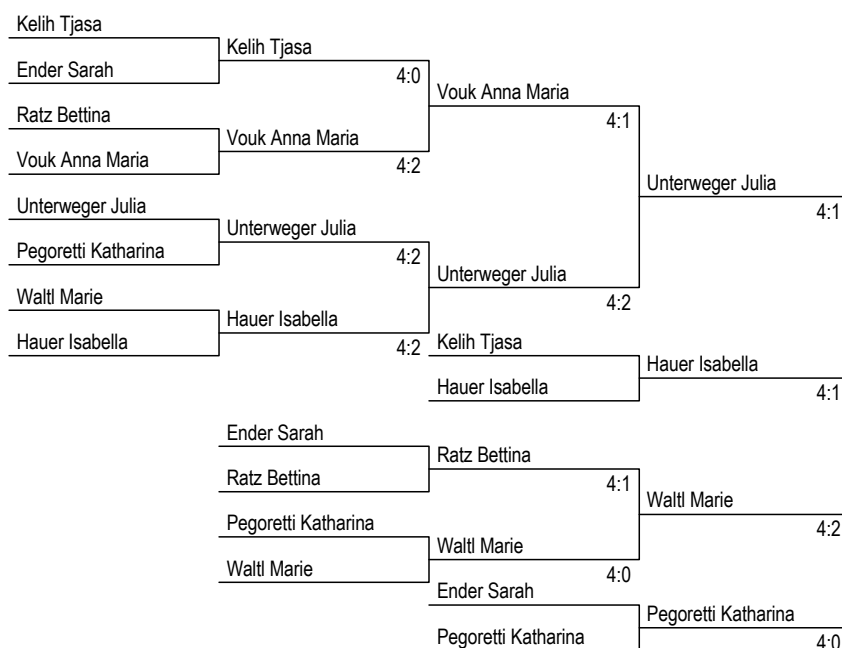 Kelih Tjasa
Kelih Tjasa
Ender Sarah
4:0
Vouk Anna Maria
Ratz Bettina
4:1
Vouk Anna Maria
Vouk Anna Maria
4:2
Unterweger Julia
Unterweger Julia
4:1
Unterweger Julia
Pegoretti Katharina
4:2
Unterweger Julia
Waltl Marie
4:2
Hauer Isabella
Hauer Isabella
4:2
Kelih Tjasa
Hauer Isabella
Hauer Isabella
4:1
Ender Sarah
Ratz Bettina
Ratz Bettina
4:1
Waltl Marie
Pegoretti Katharina
4:2
Waltl Marie
Waltl Marie
4:0
Ender Sarah
Pegoretti Katharina
Pegoretti Katharina
4:0